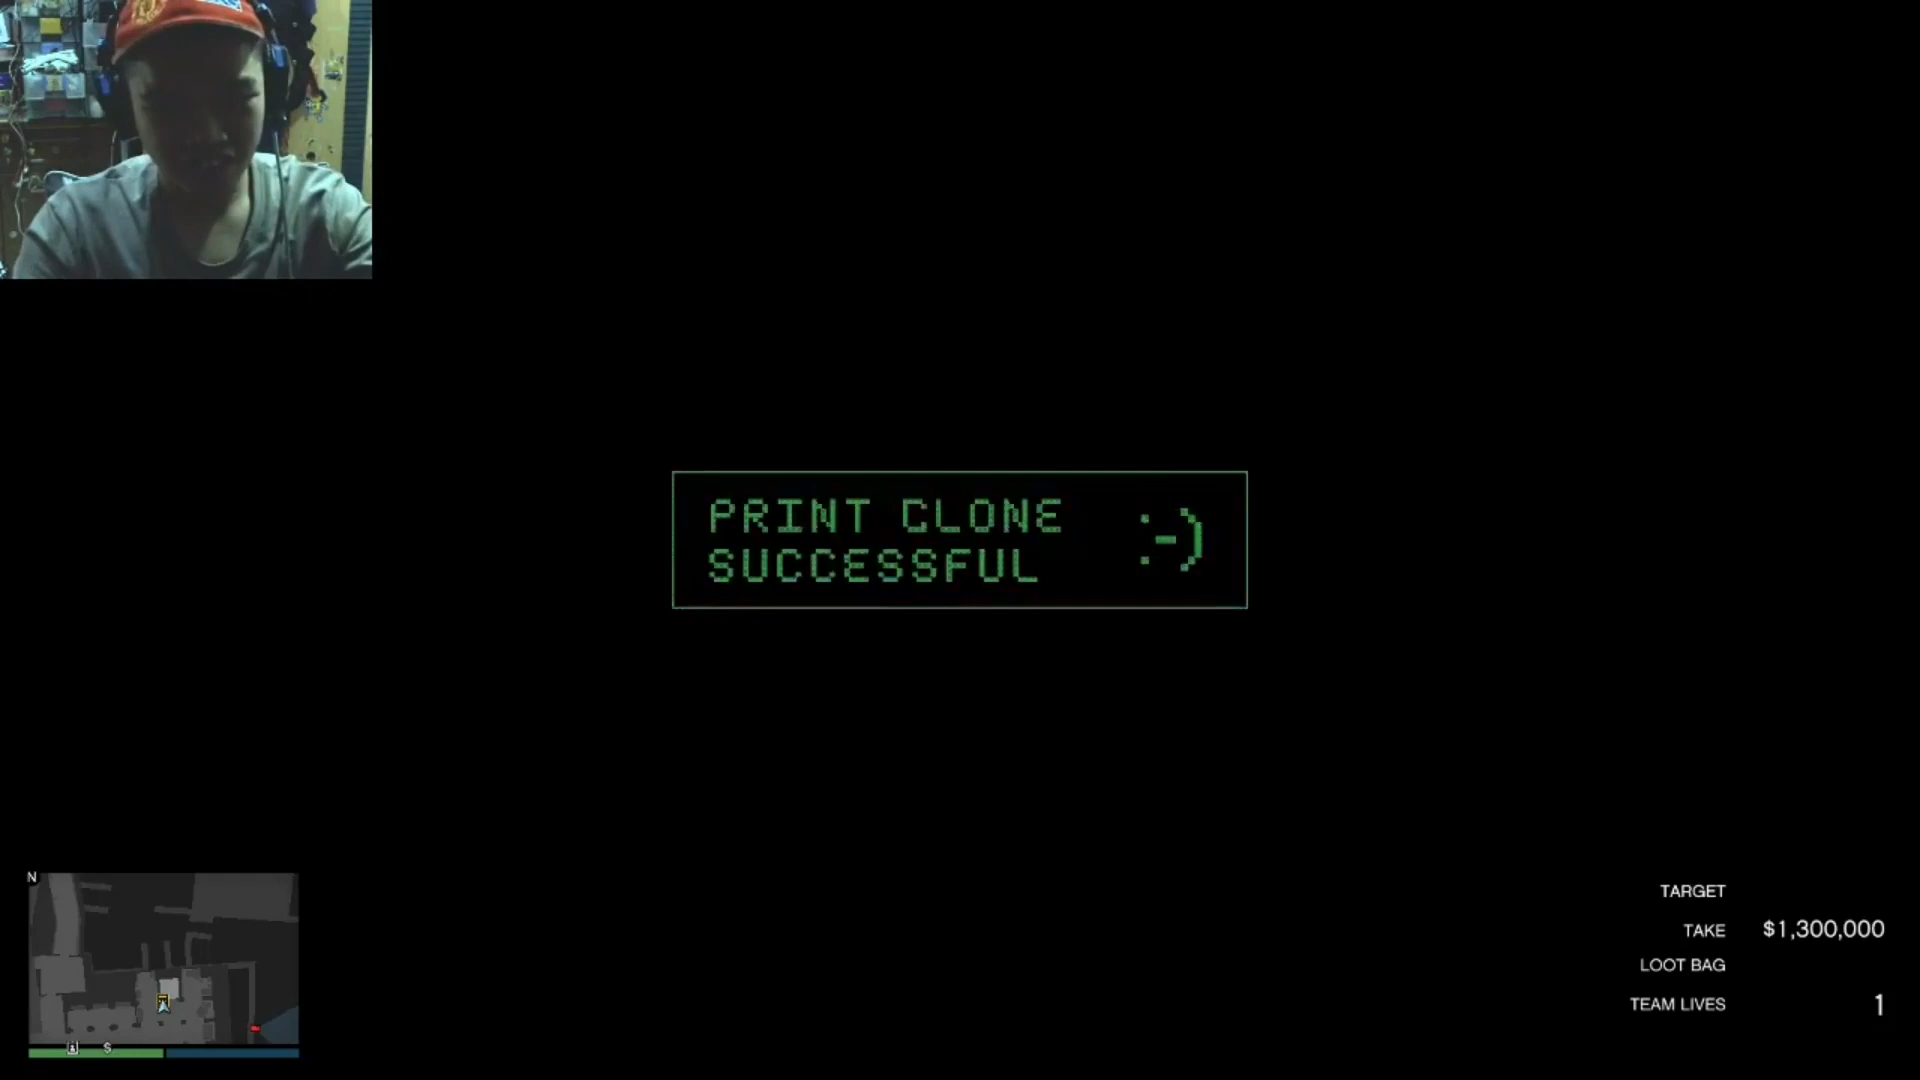 PRINT CLONE
SUCCESSFUL
:-)
N
$
TARGET
TAKE $1,300,000
LOOT BAG
TEAM LIVES 1